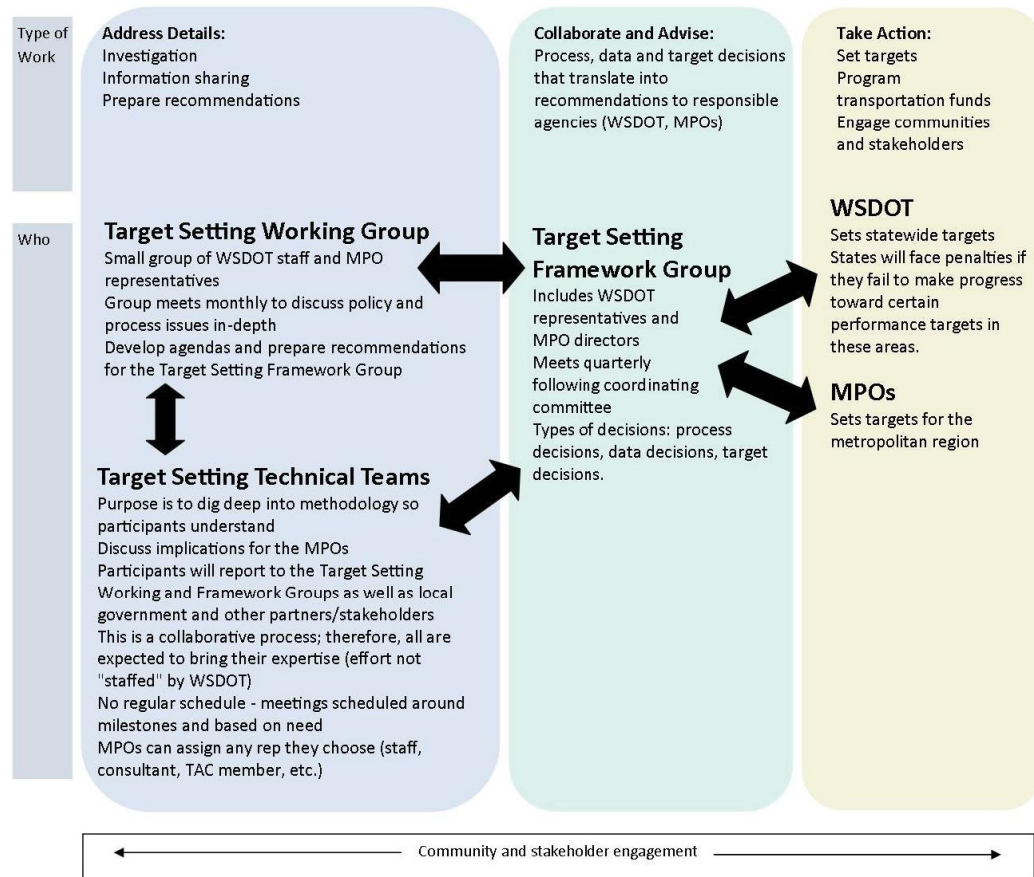 Type of
Work
Address Details:
Investigation
Information sharing
Prepare recommendations
Collaborate and Advise:
Process, data and target decisions
that translate into
recommendations to responsible
agencies (WSDOT, MPOs)
Take Action:
Set targets
Program
transportation funds
Engage communities
and stakeholders
Who
Target Setting Working Group
Small group of WSDOT staff and MPO
representatives
Group meets monthly to discuss policy and
process issues in-depth
Develop agendas and prepare recommendations
for the Target Setting Framework Group
Target Setting Technical Teams
Purpose is to dig deep into methodology so
participants understand
Discuss implications for the MPOs
Participants will report to the Target Setting
Working and Framework Groups as well as local
government and other partners/stakeholders
This is a collaborative process; therefore, all are
expected to bring their expertise (effort not
"staffed" by WSDOT)
No regular schedule - meetings scheduled around
milestones and based on need
MPOs can assign any rep they choose (staff,
consultant, TAC member, etc.)
Target Setting
Framework Group
Includes WSDOT
representatives and
MPO directors
Meets quarterly
following coordinating
committee
Types of decisions: process
decisions, data decisions, target
decisions.
WSDOT
Sets statewide targets
States will face penalties if
they fail to make progress
toward certain
performance targets in
these areas.
MPOs
Sets targets for the
metropolitan region
Community and stakeholder engagement